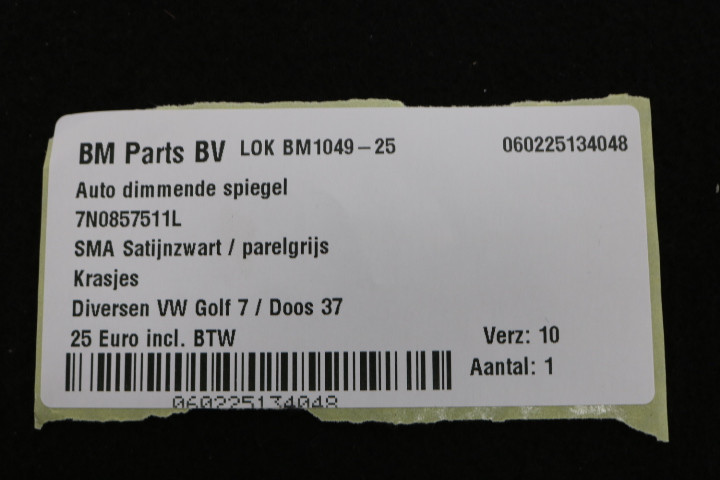 BM Parts BV LOK BM1049-25 060225134048
Auto dimmende spiegel
7N0857511L
SMA Satijnzwart / parelgrijs
Krasjes
Diversen VW Golf 7 / Doos 37
25 Euro incl. BTW Verz: 10
Aantal: 1
060225134048